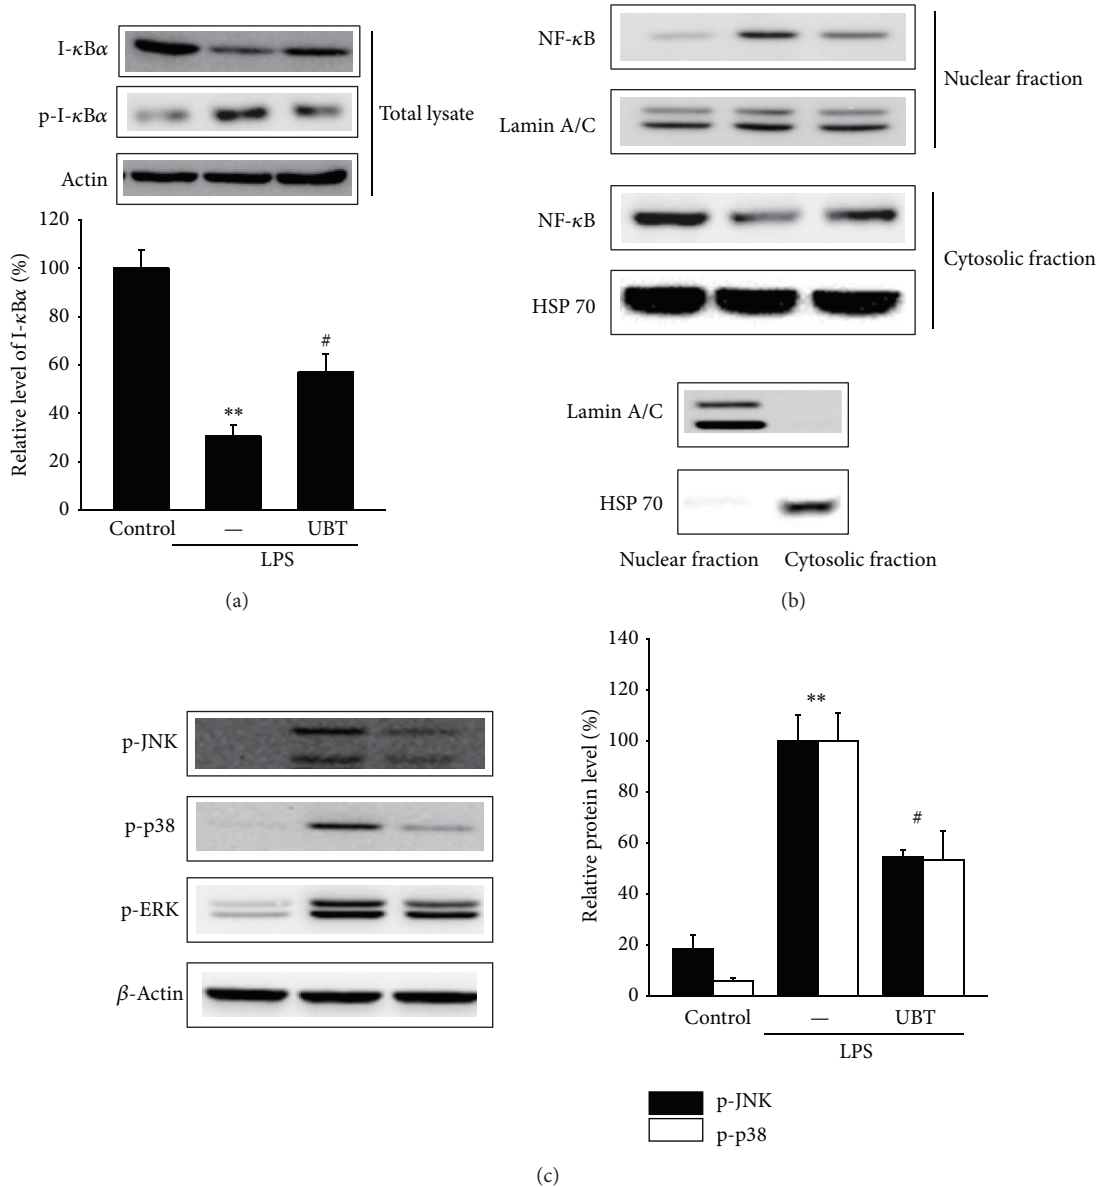 I-κBα
p-I-κBα
Actin
Total lysate
Relative level of I-κBα (%)
120
100
80
60
40
20
0
**
#
Control — UBT
LPS
(a)
NF-κB
Lamin A/C
Nuclear fraction
NF-κB
HSP 70
Cytosolic fraction
Lamin A/C
HSP 70
Nuclear fraction Cytosolic fraction
(b)
p-JNK
p-p38
p-ERK
β-Actin
Relative protein level (%)
140
120
100
80
60
40
20
0
**
#
Control — UBT
LPS
p-JNK
p-p38
(c)